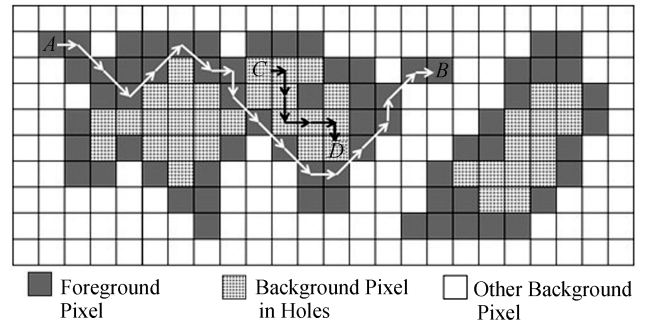 A
B
C
D
Foreground Pixel
Background Pixel in Holes
Other Background Pixel